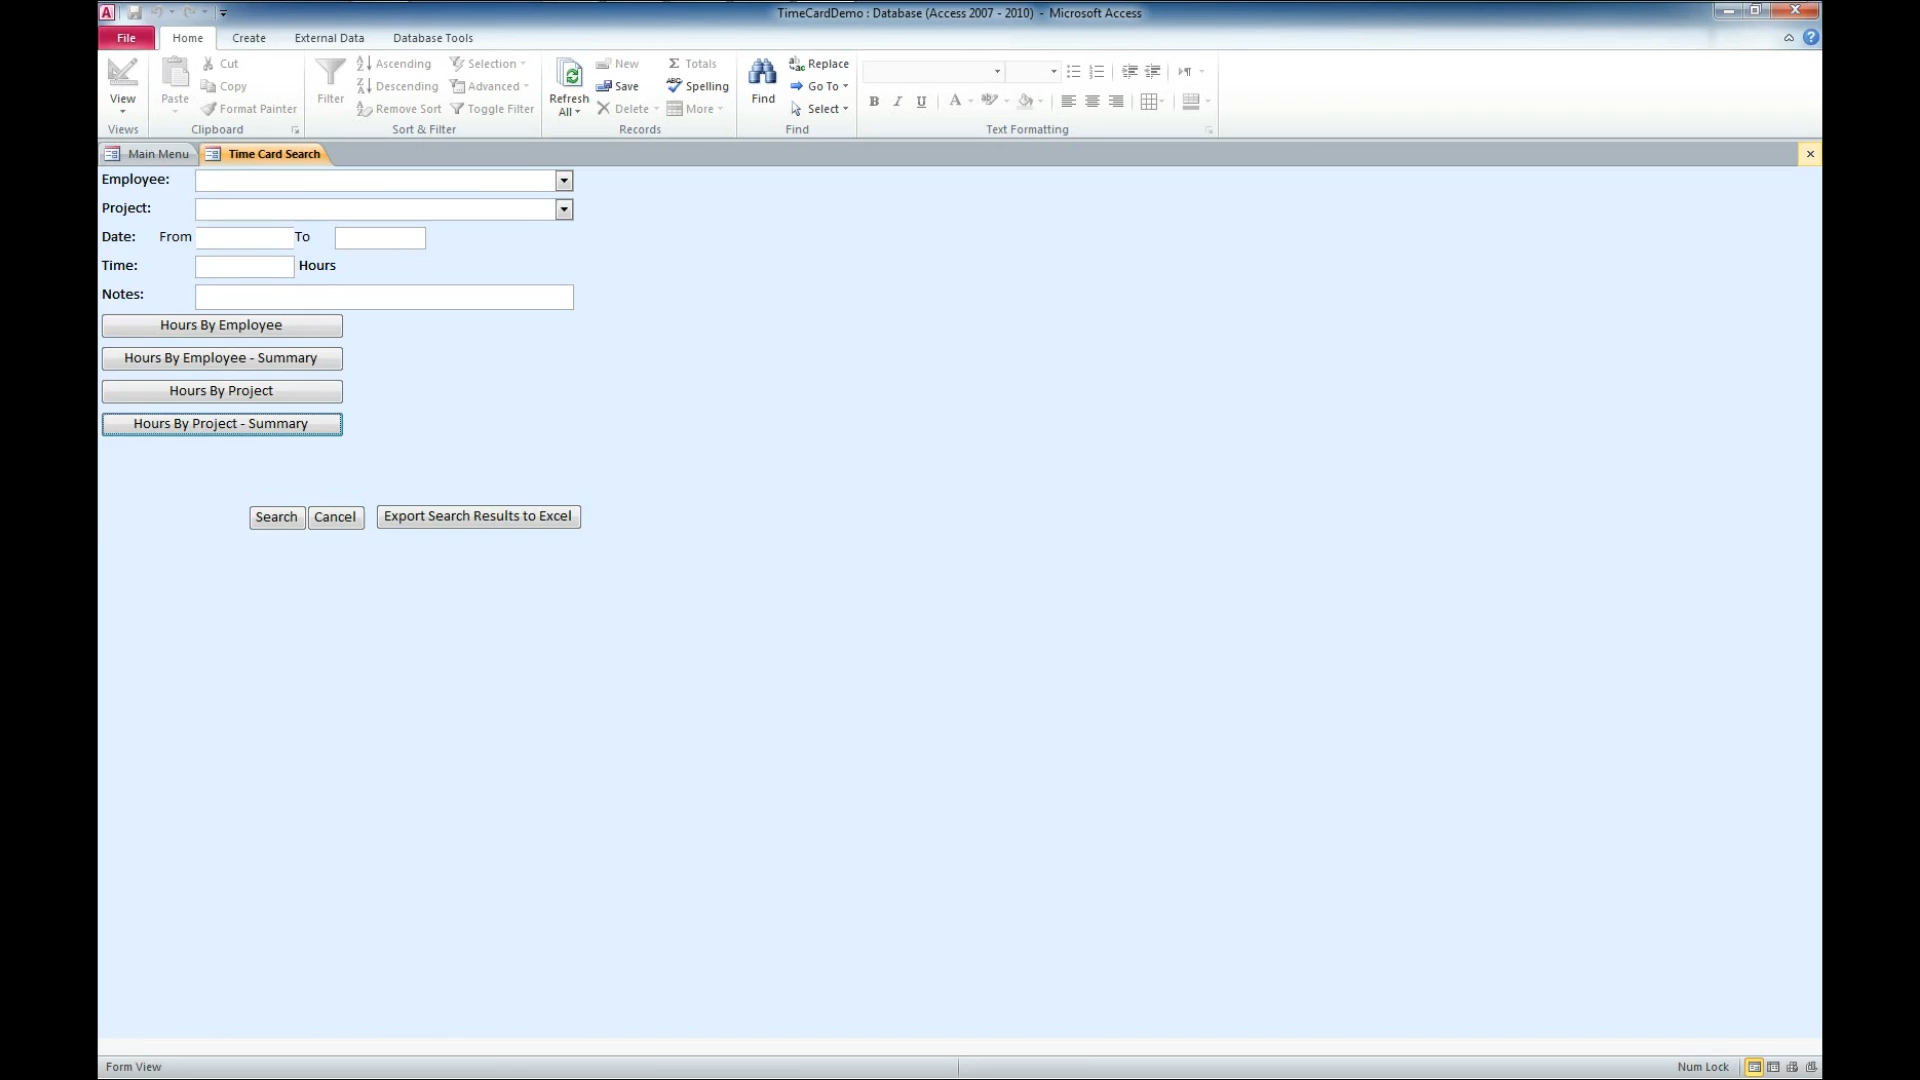 TimeCardDemo : Database (Access 2007 - 2010) - Microsoft Access
File Home Create External Data Database Tools
View
Views
Paste
Cut
Copy
Format Painter
Clipboard
Filter
Ascending
Descending
Remove Sort
Selection
Advanced
Toggle Filter
Sort & Filter
Refresh
All
New
Save
Delete
Totals
Spelling
More
Records
Find
Replace
Go To
Select
Find
B I U A
Text Formatting
Main Menu Time Card Search
Employee:
Project:
Date: From To
Time: Hours
Notes:
Hours By Employee
Hours By Employee - Summary
Hours By Project
Hours By Project - Summary
Search Cancel Export Search Results to Excel
Form View Num Lock